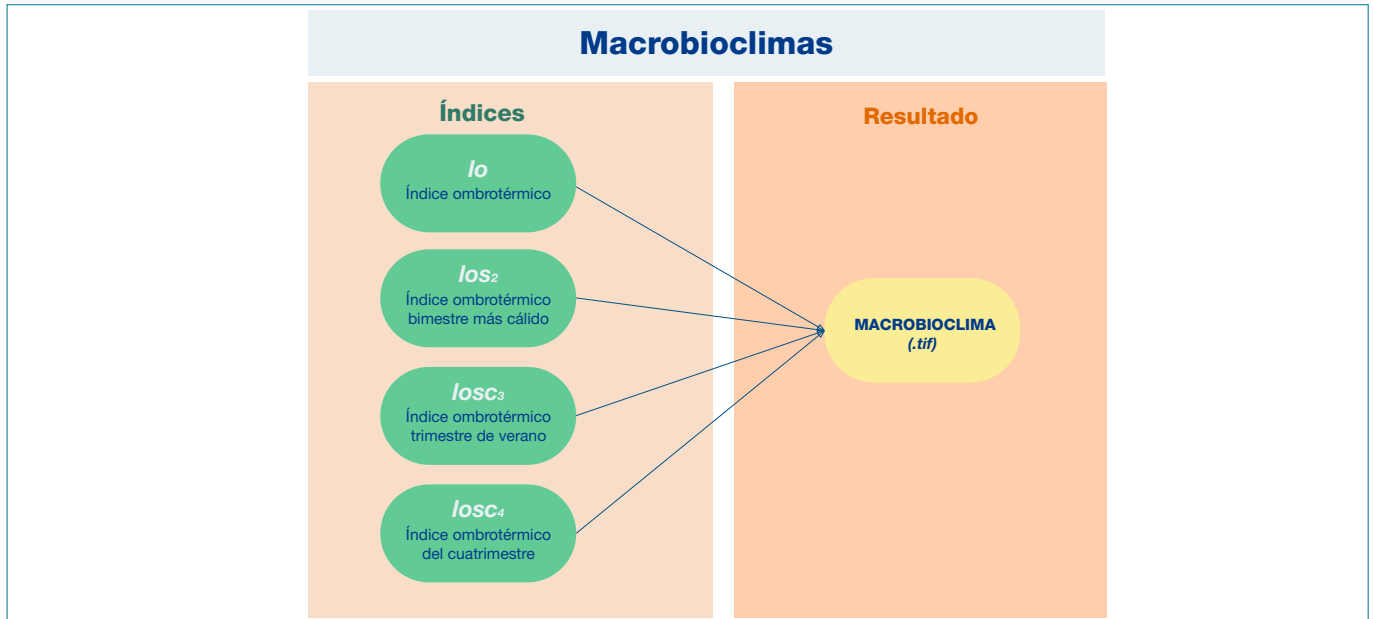 Macrobioclimas
Índices
Io
Índice ombrotérmico
Ios₂
Índice ombrotérmico
bimestre más cálido
Iosc₃
Índice ombrotérmico
trimestre de verano
Iosc₄
Índice ombrotérmico
del cuatrimestre
Resultado
MACROBIOCLIMA
(.tif)